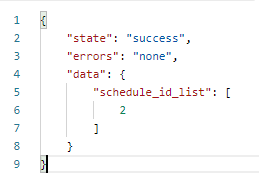 1 {
2     "state": "success",
3     "errors": "none",
4     "data": {
5         "schedule_id_list": [
6             2
7         ]
8     }
9 }